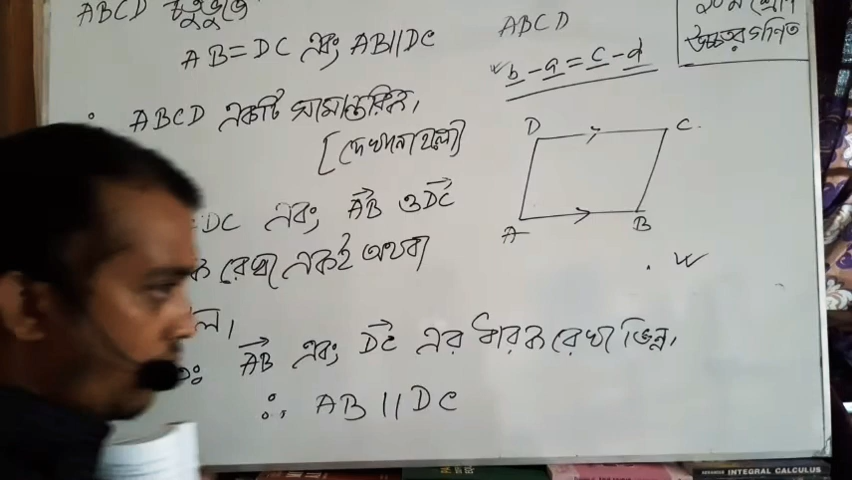 ABCD চতুর্ভুজে
AB = DC এবং AB || DC
∴ ABCD একটি সামান্তরিক।
[দেখানো হলো]
= DC এবং AB→ ও DC→
ক রেখা একই অথবা
ল।
AB→ এবং DC→ এর ধারক রেখা ভিন্ন।
∴ AB || DC
ABCD
b - a = c - d
D C
A B
১০ম শ্রেণি
উচ্চতর গণিত
INTEGRAL CALCULUS